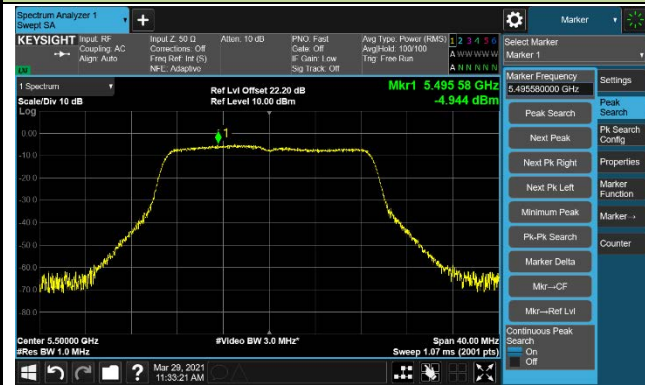 Spectrum Analyzer 1
Swept SA
+
Marker
KEYSIGHT
Input: RF
Coupling: AC
Align: Auto
Input Z: 50 Ω
Corrections: Off
Freq Ref: Int (S)
NFE: Adaptive
Atten: 10 dB
PNO: Fast
Gate: Off
IF Gain: Low
Sig Track: Off
Avg Type: Power (RMS)
Avg|Hold: 100/100
Trig: Free Run
1 2 3 4 5 6
A W W W W W
A N N N N N
LXI
Select Marker
Marker 1
1 Spectrum
Scale/Div 10 dB
Log
Ref Lvl Offset 22.20 dB
Ref Level 10.00 dBm
Mkr1 5.495 58 GHz
-4.944 dBm
1
0.00
-10.0
-20.0
-30.0
-40.0
-50.0
-60.0
-70.0
-80.0
Center 5.50000 GHz
#Res BW 1.0 MHz
#Video BW 3.0 MHz*
Span 40.00 MHz
Sweep 1.07 ms (2001 pts)
Mar 29, 2021
11:33:21 AM
Marker Frequency
5.495580000 GHz
Peak Search
Next Peak
Next Pk Right
Next Pk Left
Minimum Peak
Pk-Pk Search
Marker Delta
Mkr→CF
Mkr→Ref Lvl
Continuous Peak
Search
On
Off
Settings
Peak
Search
Pk Search
Config
Properties
Marker
Function
Marker→
Counter